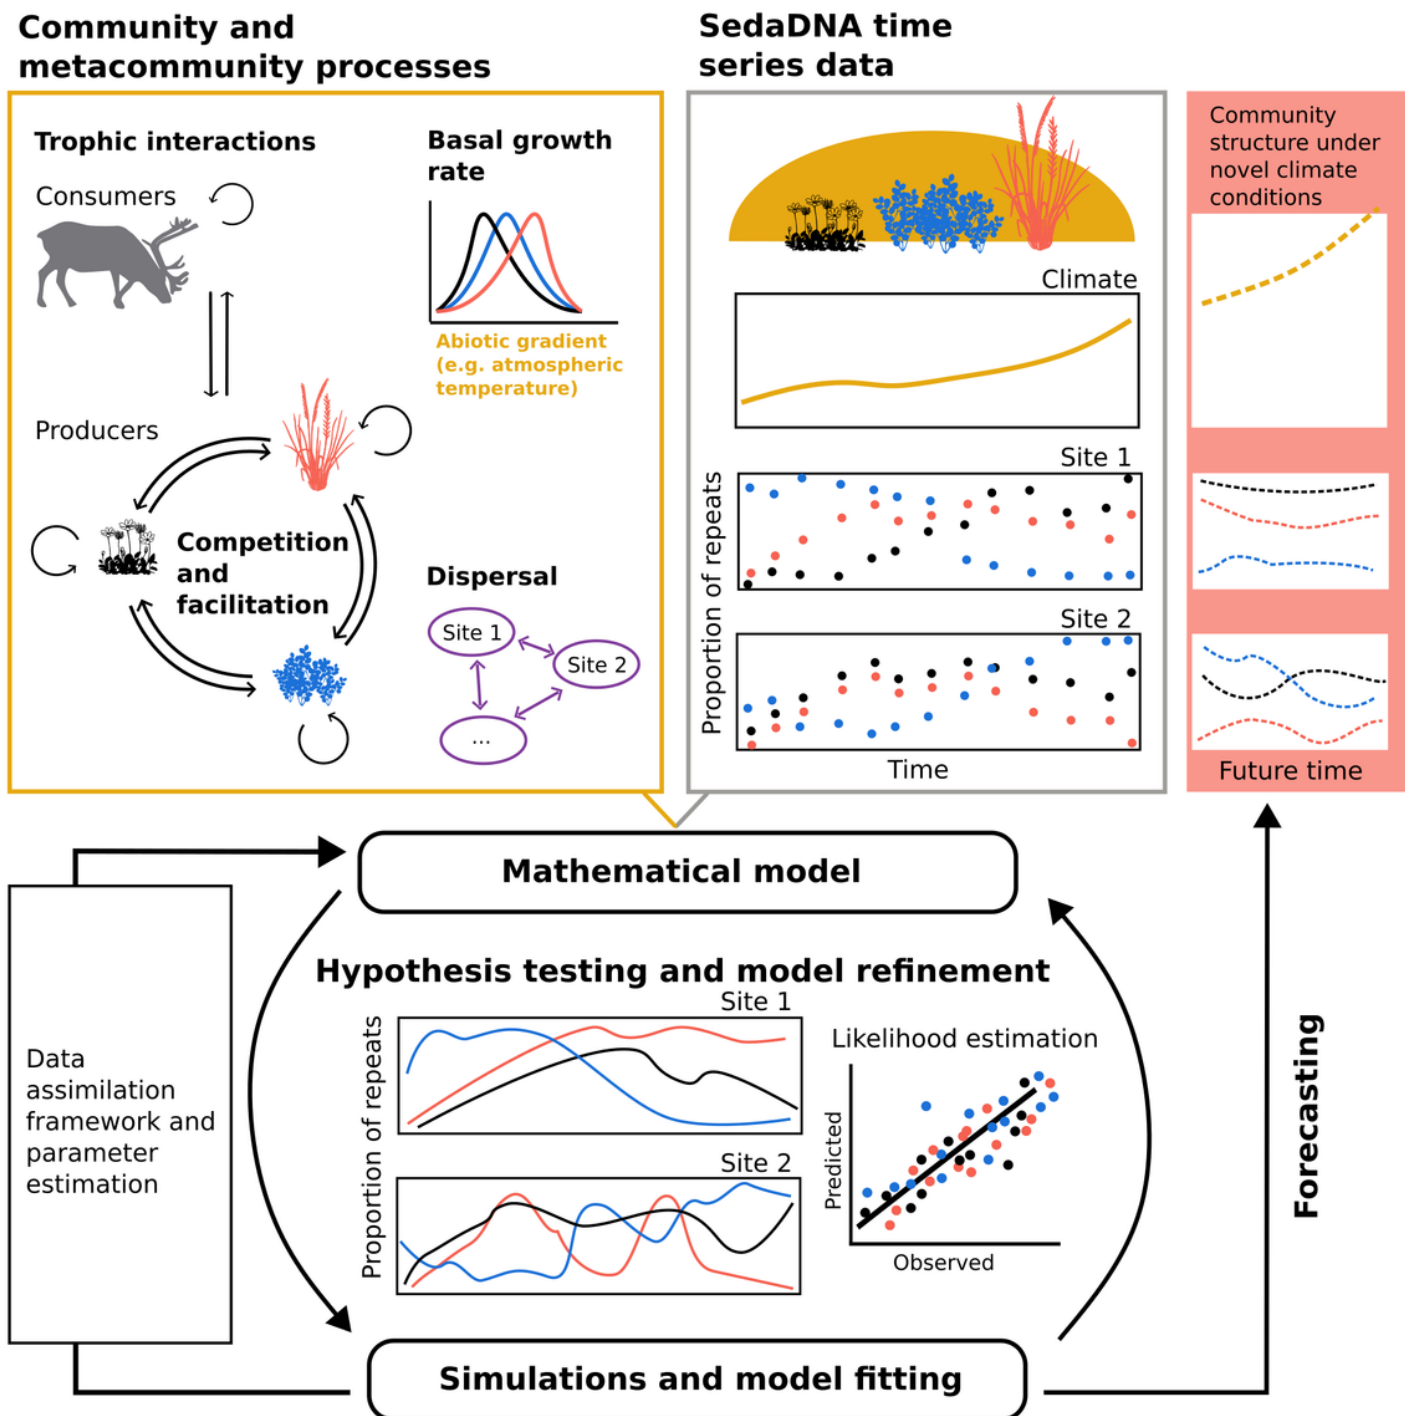 Community and
metacommunity processes
Trophic interactions
Consumers
Producers
Competition
and
facilitation
Basal growth
rate
Abiotic gradient
(e.g. atmospheric
temperature)
Dispersal
Site 1
Site 2
...
SedaDNA time
series data
Climate
Site 1
Proportion of repeats
Site 2
Time
Community
structure under
novel climate
conditions
Future time
Mathematical model
Hypothesis testing and model refinement
Site 1
Proportion of repeats
Site 2
Likelihood estimation
Predicted
Observed
Data
assimilation
framework and
parameter
estimation
Forecasting
Simulations and model fitting